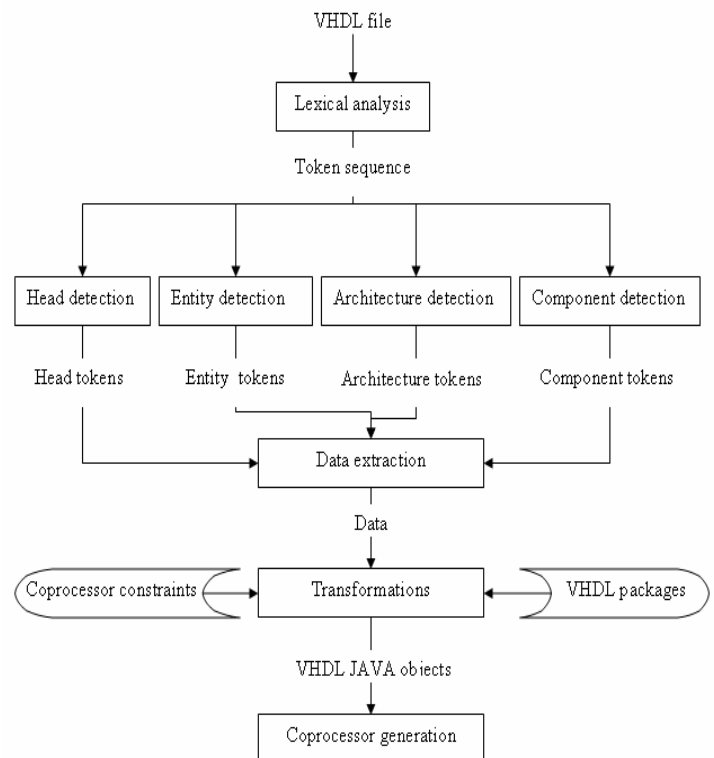 VHDL file
Lexical analysis
Token sequence
Head detection
Entity detection
Architecture detection
Component detection
Head tokens
Entity tokens
Architecture tokens
Component tokens
Data extraction
Data
Coprocessor constraints
Transformations
VHDL packages
VHDL JAVA objects
Coprocessor generation